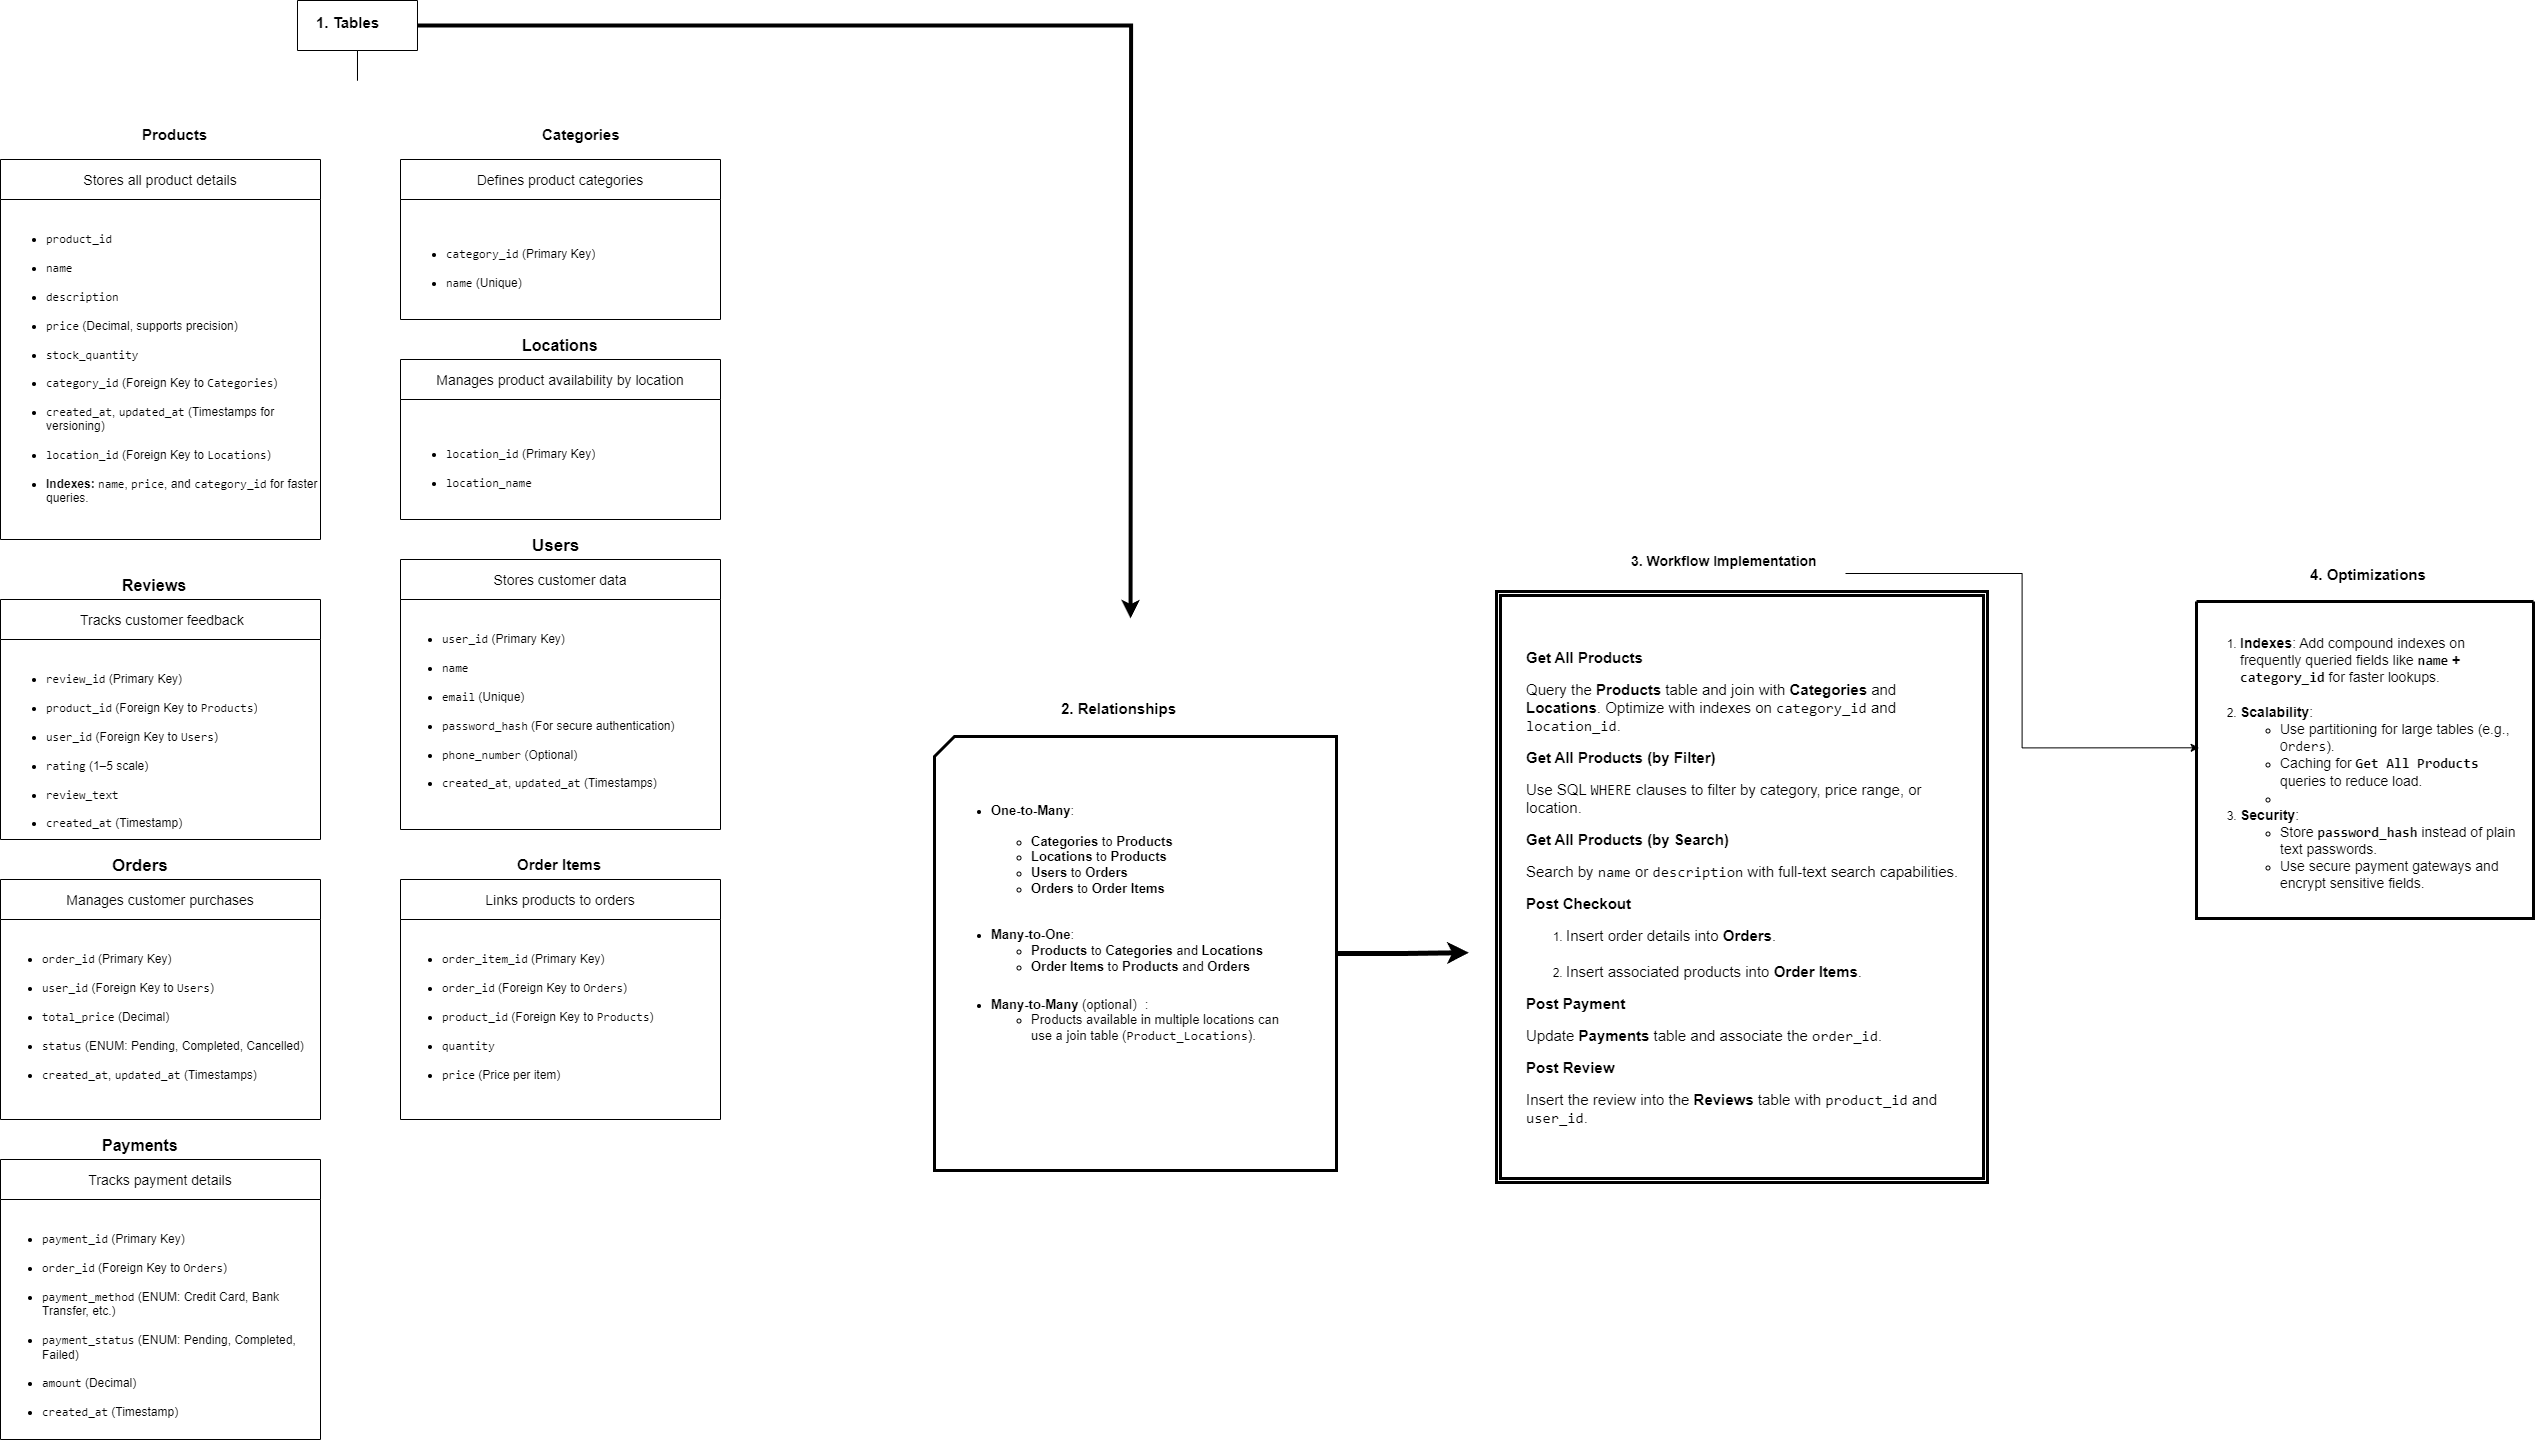 1. Tables
Products
Stores all product details
product_id
name
description
price (Decimal, supports precision)
stock_quantity
category_id (Foreign Key to Categories)
created_at, updated_at (Timestamps for
versioning)
location_id (Foreign Key to Locations)
Indexes: name, price, and category_id for faster
queries.
Categories
Defines product categories
category_id (Primary Key)
name (Unique)
Locations
Manages product availability by location
location_id (Primary Key)
location_name
Users
Stores customer data
user_id (Primary Key)
name
email (Unique)
password_hash (For secure authentication)
phone_number (Optional)
created_at, updated_at (Timestamps)
Reviews
Tracks customer feedback
review_id (Primary Key)
product_id (Foreign Key to Products)
user_id (Foreign Key to Users)
rating (1–5 scale)
review_text
created_at (Timestamp)
Orders
Manages customer purchases
order_id (Primary Key)
user_id (Foreign Key to Users)
total_price (Decimal)
status (ENUM: Pending, Completed, Cancelled)
created_at, updated_at (Timestamps)
Order Items
Links products to orders
order_item_id (Primary Key)
order_id (Foreign Key to Orders)
product_id (Foreign Key to Products)
quantity
price (Price per item)
Payments
Tracks payment details
payment_id (Primary Key)
order_id (Foreign Key to Orders)
payment_method (ENUM: Credit Card, Bank
Transfer, etc.)
payment_status (ENUM: Pending, Completed,
Failed)
amount (Decimal)
created_at (Timestamp)
2. Relationships
One-to-Many:
Categories to Products
Locations to Products
Users to Orders
Orders to Order Items
Many-to-One:
Products to Categories and Locations
Order Items to Products and Orders
Many-to-Many (optional) :
Products available in multiple locations can
use a join table (Product_Locations).
3. Workflow Implementation
Get All Products
Query the Products table and join with Categories and
Locations. Optimize with indexes on category_id and
location_id.
Get All Products (by Filter)
Use SQL WHERE clauses to filter by category, price range, or
location.
Get All Products (by Search)
Search by name or description with full-text search capabilities.
Post Checkout
1. Insert order details into Orders.
2. Insert associated products into Order Items.
Post Payment
Update Payments table and associate the order_id.
Post Review
Insert the review into the Reviews table with product_id and
user_id.
4. Optimizations
1. Indexes: Add compound indexes on
frequently queried fields like name +
category_id for faster lookups.
2. Scalability:
Use partitioning for large tables (e.g.,
Orders).
Caching for Get All Products
queries to reduce load.
3. Security:
Store password_hash instead of plain
text passwords.
Use secure payment gateways and
encrypt sensitive fields.